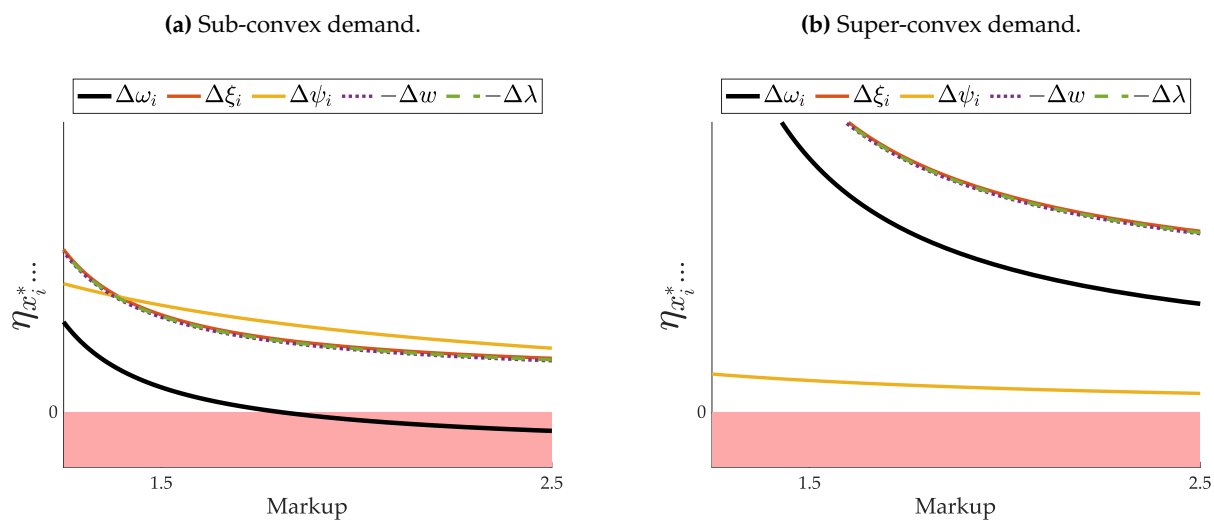 (a) Sub-convex demand.
Δω_i Δξ_i Δψ_i −Δw −Δλ
η_{x_i^*}...
0
1.5 2.5
Markup
(b) Super-convex demand.
Δω_i Δξ_i Δψ_i −Δw −Δλ
η_{x_i^*}...
0
1.5 2.5
Markup